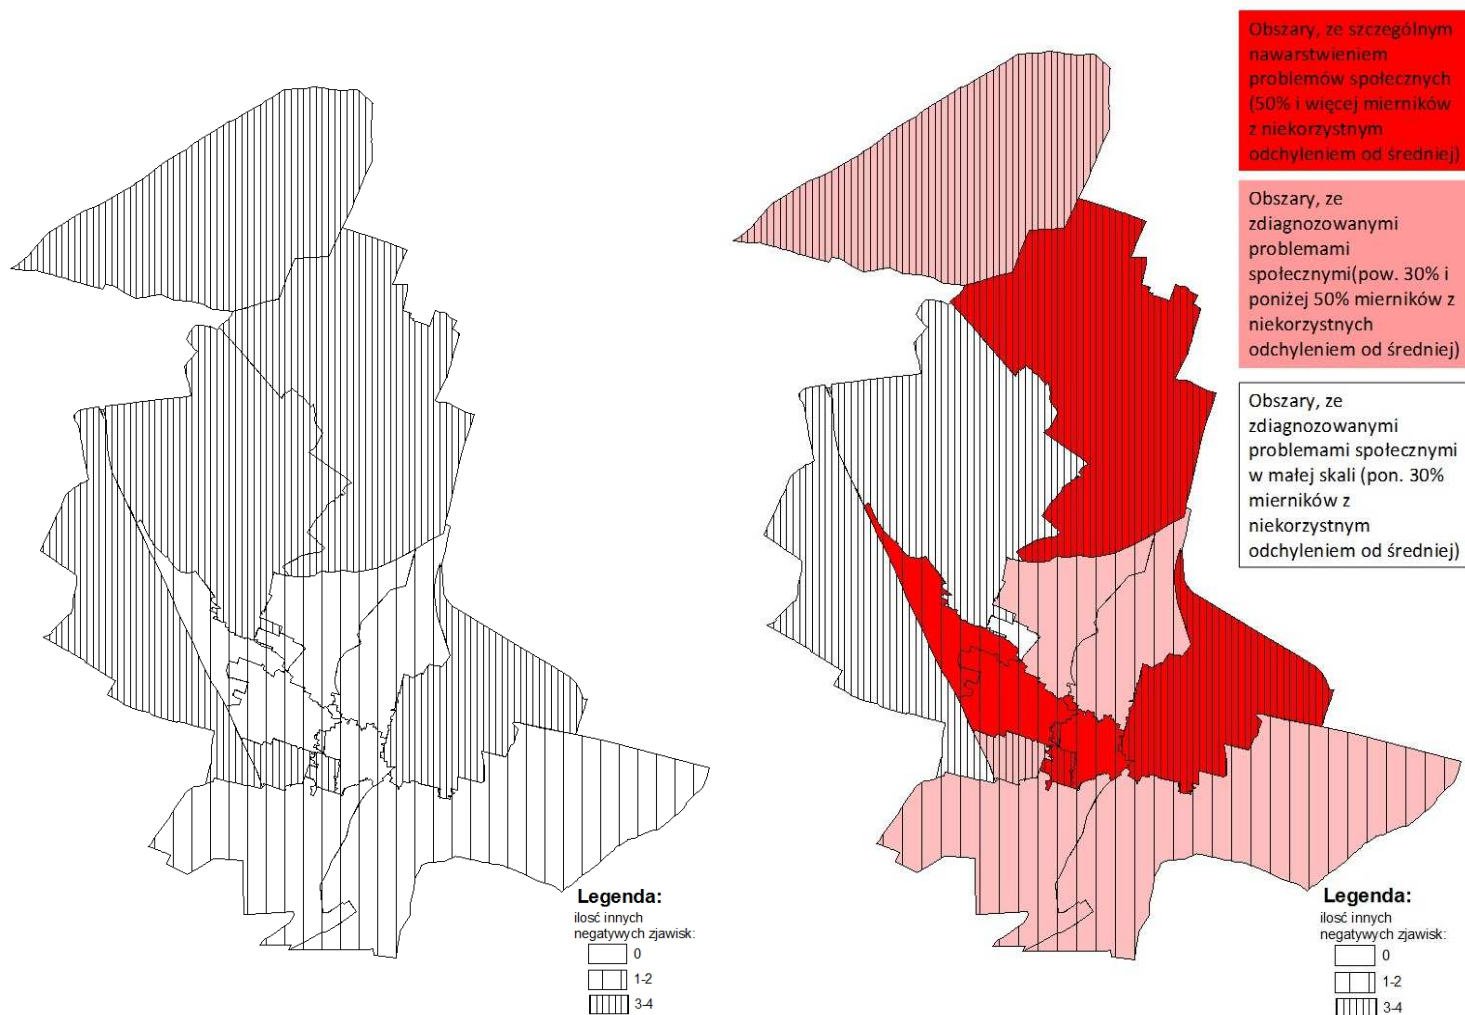 Obszary, ze szczególnym
nawarstwieniem
problemów społecznych
(50% i więcej mierników
z niekorzystnym
odchyleniem od średniej)
Obszary, ze
zdiagnozowanymi
problemami
społecznymi(pow. 30% i
poniżej 50% mierników z
niekorzystnych
odchyleniem od średniej)
Obszary, ze
zdiagnozowanymi
problemami społecznymi
w małej skali (pon. 30%
mierników z
niekorzystnym
odchyleniem od średniej)
Legenda:
ilosć innych
negatywych zjawisk:
0
1-2
3-4
Legenda:
ilosć innych
negatywych zjawisk:
0
1-2
3-4